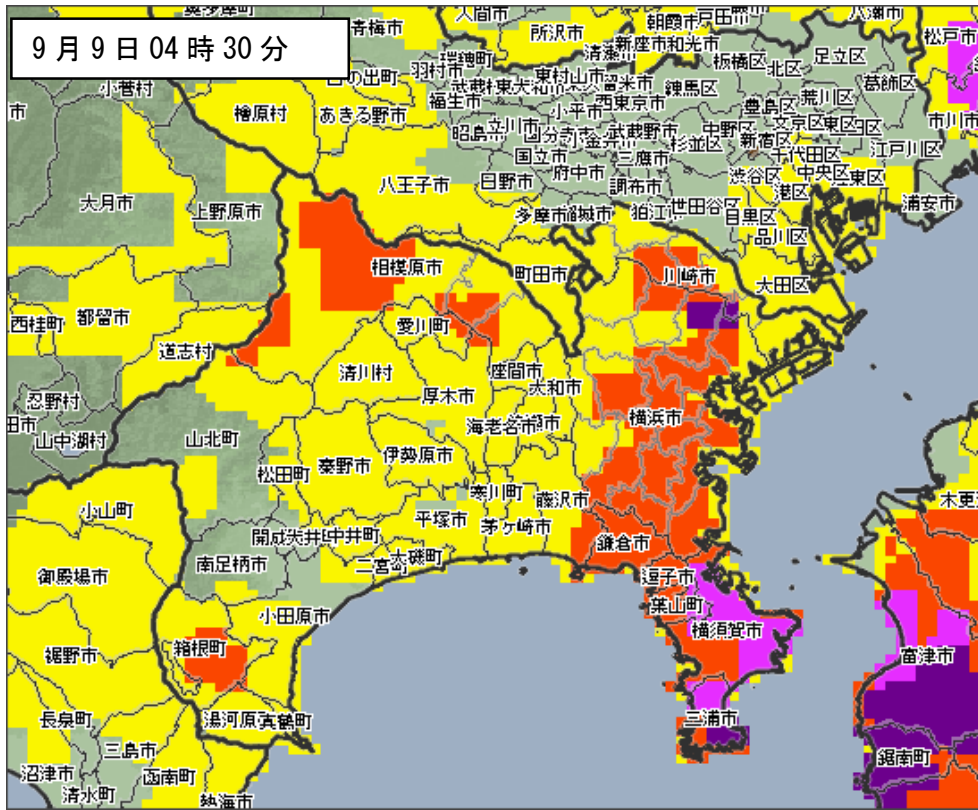 9月9日04時30分
青梅市
所沢市
朝霞市
戸田市
八潮市
松戸市
清瀬市
新座市
和光市
板橋区
北区
足立区
葛飾区
小菅村
日の出町
羽村市
瑞穂町
東村山市
練馬区
檜原村
あきる野市
福生市
小平市
西東京市
豊島区
荒川区
市川市
昭島市
立川市
国分寺市
小金井市
武蔵野市
中野区
杉並区
新宿区
文京区
江戸川区
国立市
府中市
三鷹市
千代田区
八王子市
日野市
調布市
渋谷区
中央区
港区
江東区
大月市
上野原市
多摩市
稲城市
狛江市
世田谷区
目黒区
品川区
浦安市
相模原市
町田市
川崎市
大田区
西桂町
都留市
愛川町
道志村
清川村
座間市
大和市
忍野村
厚木市
横浜市
山中湖村
山北町
海老名市
松田町
秦野市
伊勢原市
小山町
寒川町
藤沢市
木更
開成
大井
中井町
平塚市
茅ヶ崎市
鎌倉市
南足柄市
二宮町
大磯町
御殿場市
逗子市
葉山町
小田原市
横須賀市
箱根町
裾野市
富津市
長泉町
湯河原
真鶴町
三浦市
三島市
鋸南町
沼津市
函南町
清水町
熱海市